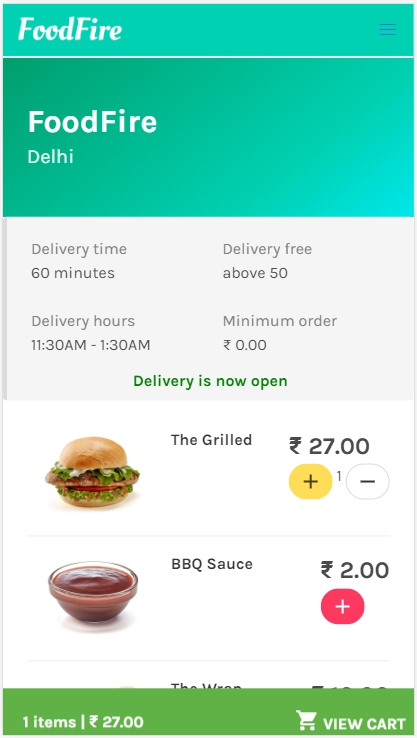 FoodFire
FoodFire
Delhi
Delivery time
60 minutes
Delivery free
above 50
Delivery hours
11:30AM - 1:30AM
Minimum order
₹ 0.00
Delivery is now open
The Grilled
₹ 27.00
+ 1 −
BBQ Sauce
₹ 2.00
+
The Wrap
1 items | ₹ 27.00
VIEW CART